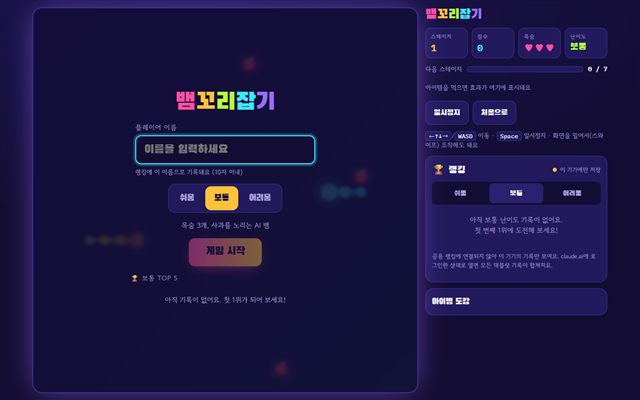 뱀꼬리잡기
플레이어 이름
이름을 입력하세요
랭킹에 이 이름으로 기록돼요 (10자 이내)
쉬움
보통
어려움
목숨 3개, 사과를 노리는 AI 뱀
게임 시작
🏆 보통 TOP 5
아직 기록이 없어요. 첫 1위가 되어 보세요!
뱀꼬리잡기
스테이지
1
점수
0
목숨
♥♥♥
난이도
보통
다음 스테이지
0 / 7
아이템을 먹으면 효과가 여기에 표시돼요
일시정지
처음으로
←↑↓→ / WASD 이동 · Space 일시정지 · 화면을 밀어서(스와
이프) 조작해도 돼요
🏆 랭킹
이 기기에만 저장
쉬움
보통
어려움
아직 보통 난이도 기록이 없어요.
첫 번째 1위에 도전해 보세요!
공용 랭킹에 연결되지 않아 이 기기의 기록만 보여요. claude.ai에 로
그인한 상태로 열면 모든 태블릿 기록이 합쳐져요.
아이템 도감